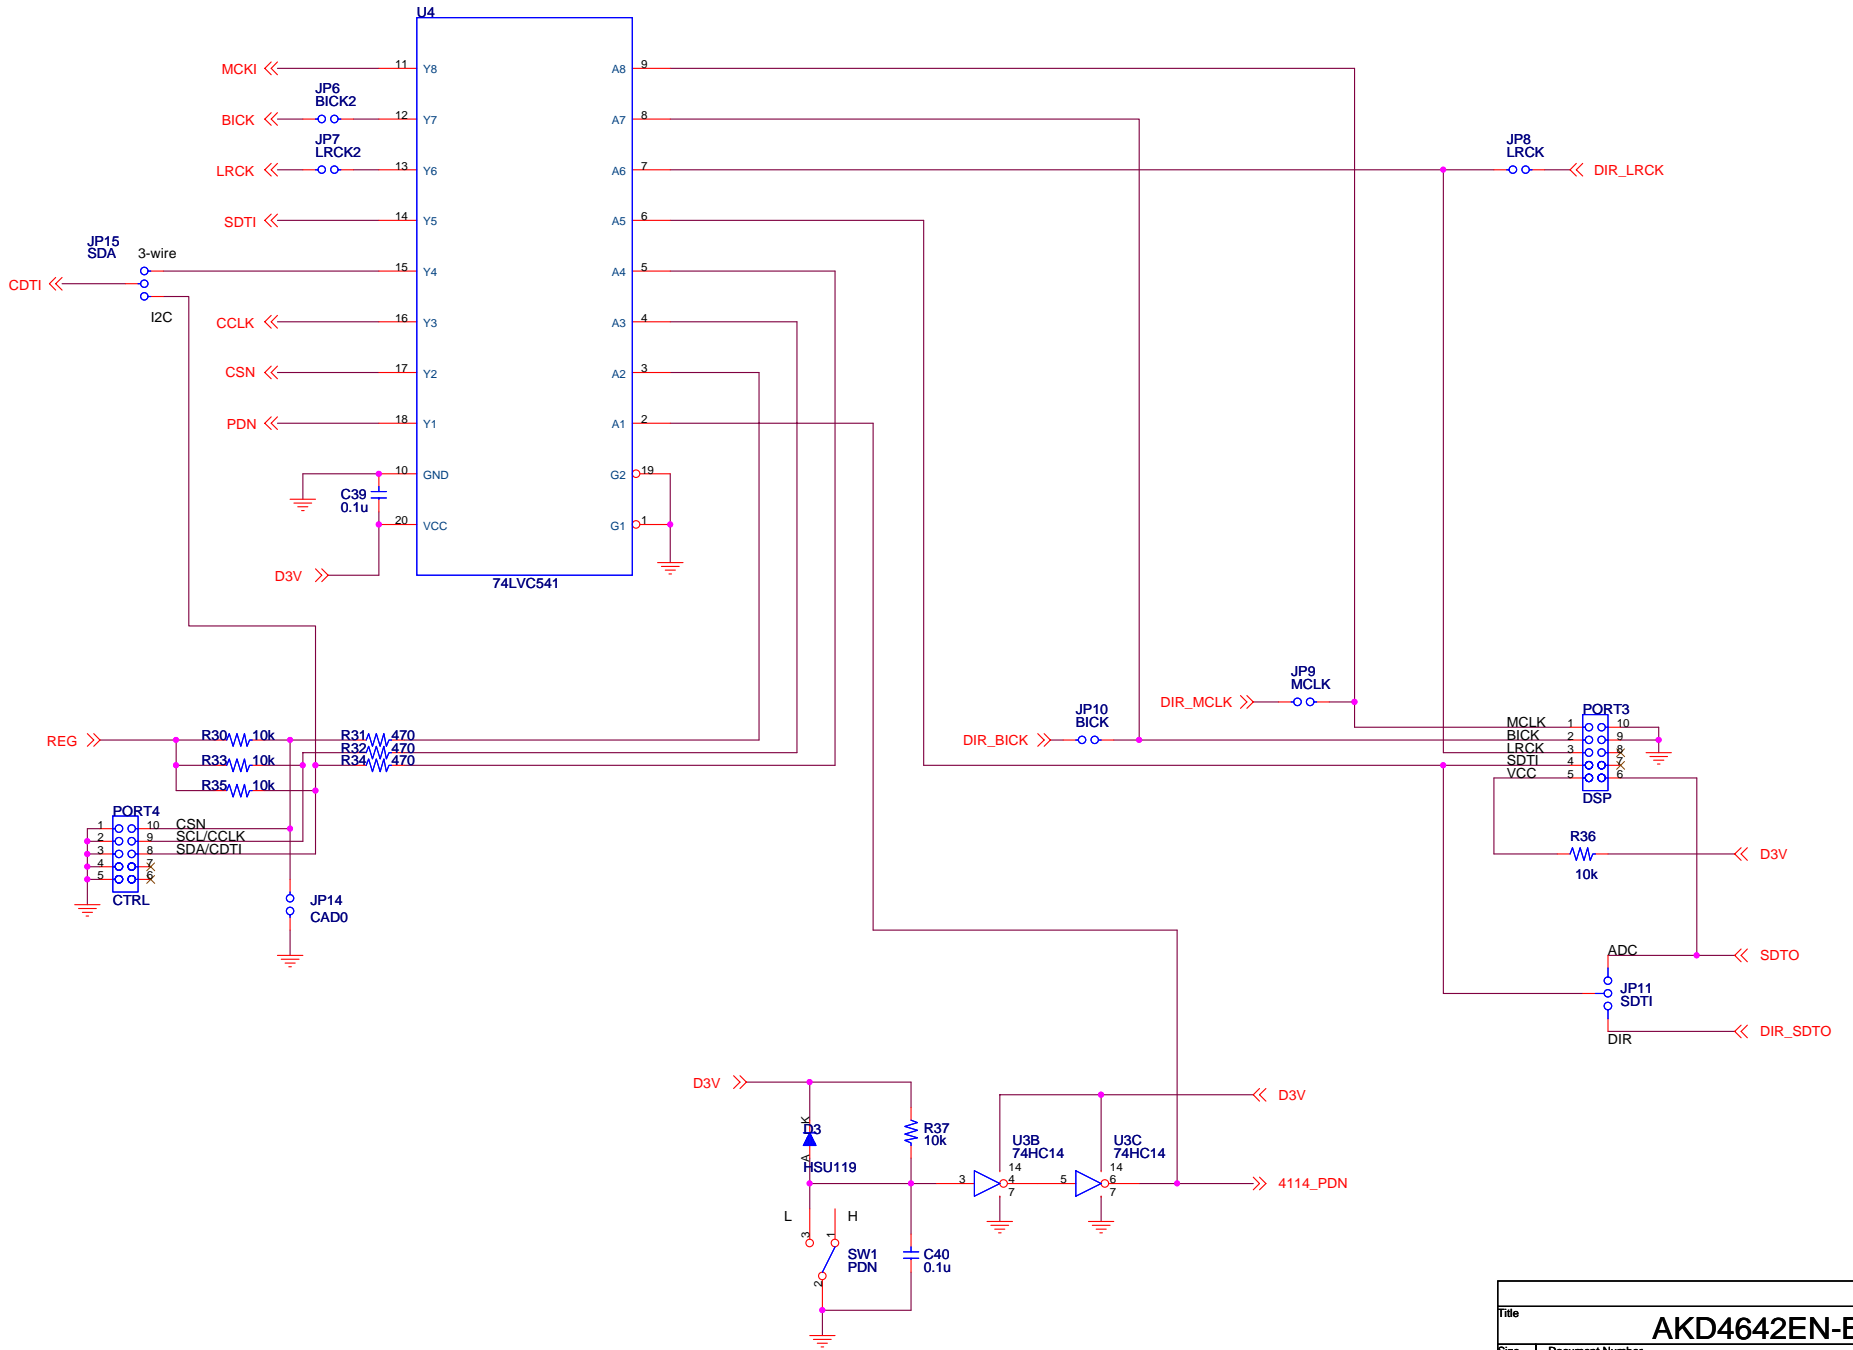 U4
MCKI 11 Y8 A8 9
JP6
BICK2
BICK 12 Y7 A7 8
JP7
LRCK2
LRCK 13 Y6 A6 7
JP8
LRCK
DIR_LRCK
SDTI 14 Y5 A5 6
JP15
SDA
3-wire
15 Y4 A4 5
CDTI
I2C
CCLK 16 Y3 A3 4
CSN 17 Y2 A2 3
PDN 18 Y1 A1 2
10 GND G2 19
C39
0.1u
20 VCC G1 1
D3V
74LVC541
JP9
MCLK
DIR_MCLK
JP10
BICK
DIR_BICK
PORT3
MCLK 1 10
BICK 2 9
LRCK 3 8
SDTI 4 7
VCC 5 6
DSP
REG
R30 10k R31 470
R32 470
R33 10k R34 470
R35 10k
PORT4
1 10 CSN
2 9 SCL/CCLK
3 8 SDA/CDTI
4 7
5 6
CTRL
JP14
CAD0
R36
10k
D3V
ADC
SDTO
JP11
SDTI
DIR_SDTO
DIR
D3V
D3V
K
D3
A
HSU119
R37
10k
U3B
74HC14
14
3 4
7
U3C
74HC14
14
5 6
7
4114_PDN
L H
3 1
SW1
PDN
2
C40
0.1u
Title
AKD4642EN-
Document Number